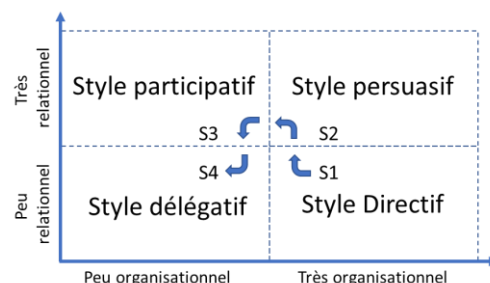 Très
relationnel
Style participatif
Style persuasif
S3
S2
S4
S1
Peu
relationnel
Style délégatif
Style Directif
Peu organisationnel
Très organisationnel